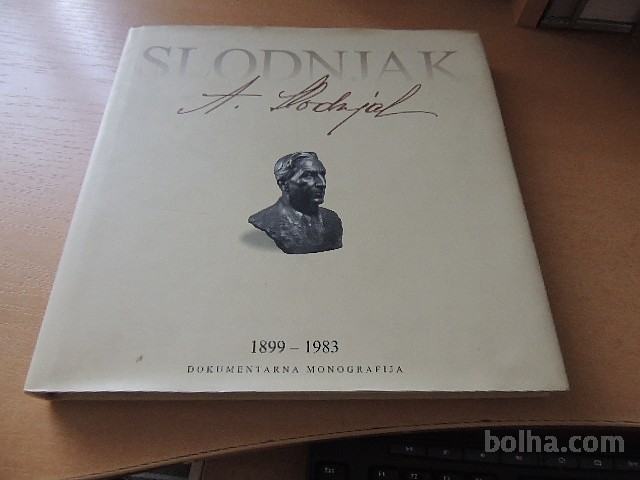 SLODNJAK
A. Slodnjak
1899 – 1983
DOKUMENTARNA MONOGRAFIJA
bolha.com